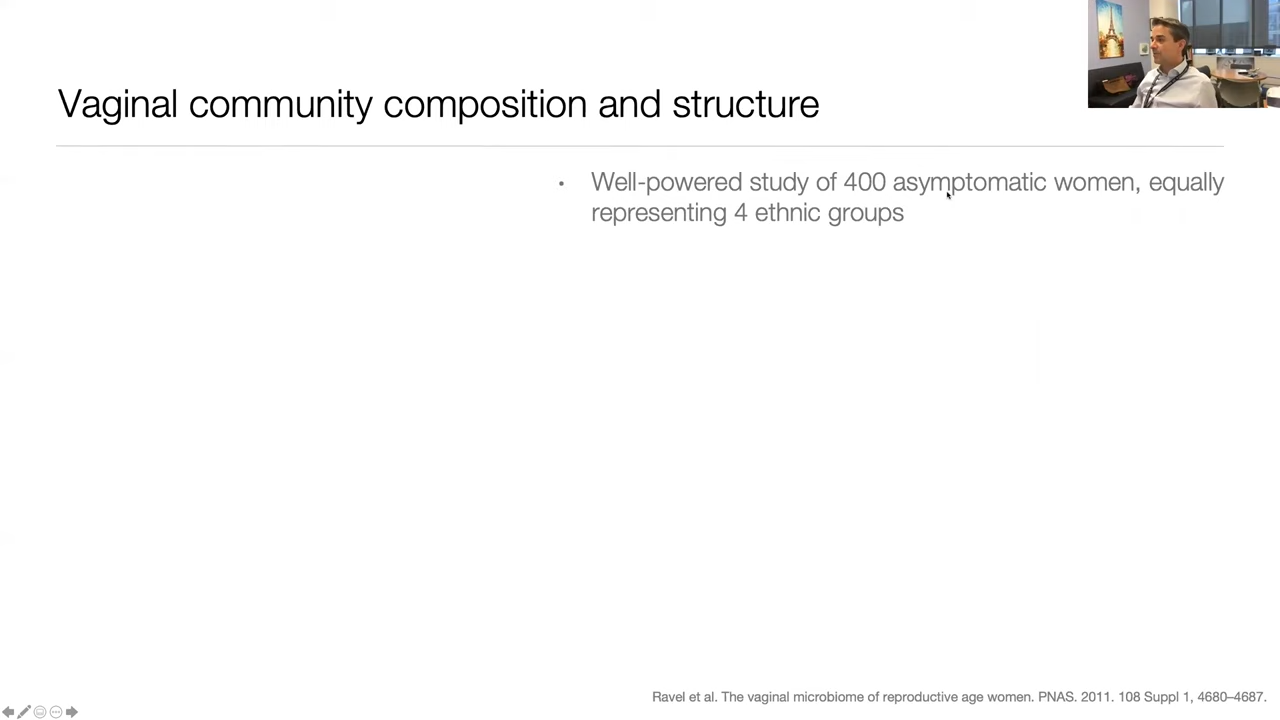 Vaginal community composition and structure
• Well-powered study of 400 asymptomatic women, equally
representing 4 ethnic groups
Ravel et al. The vaginal microbiome of reproductive age women. PNAS. 2011. 108 Suppl 1, 4680–4687.